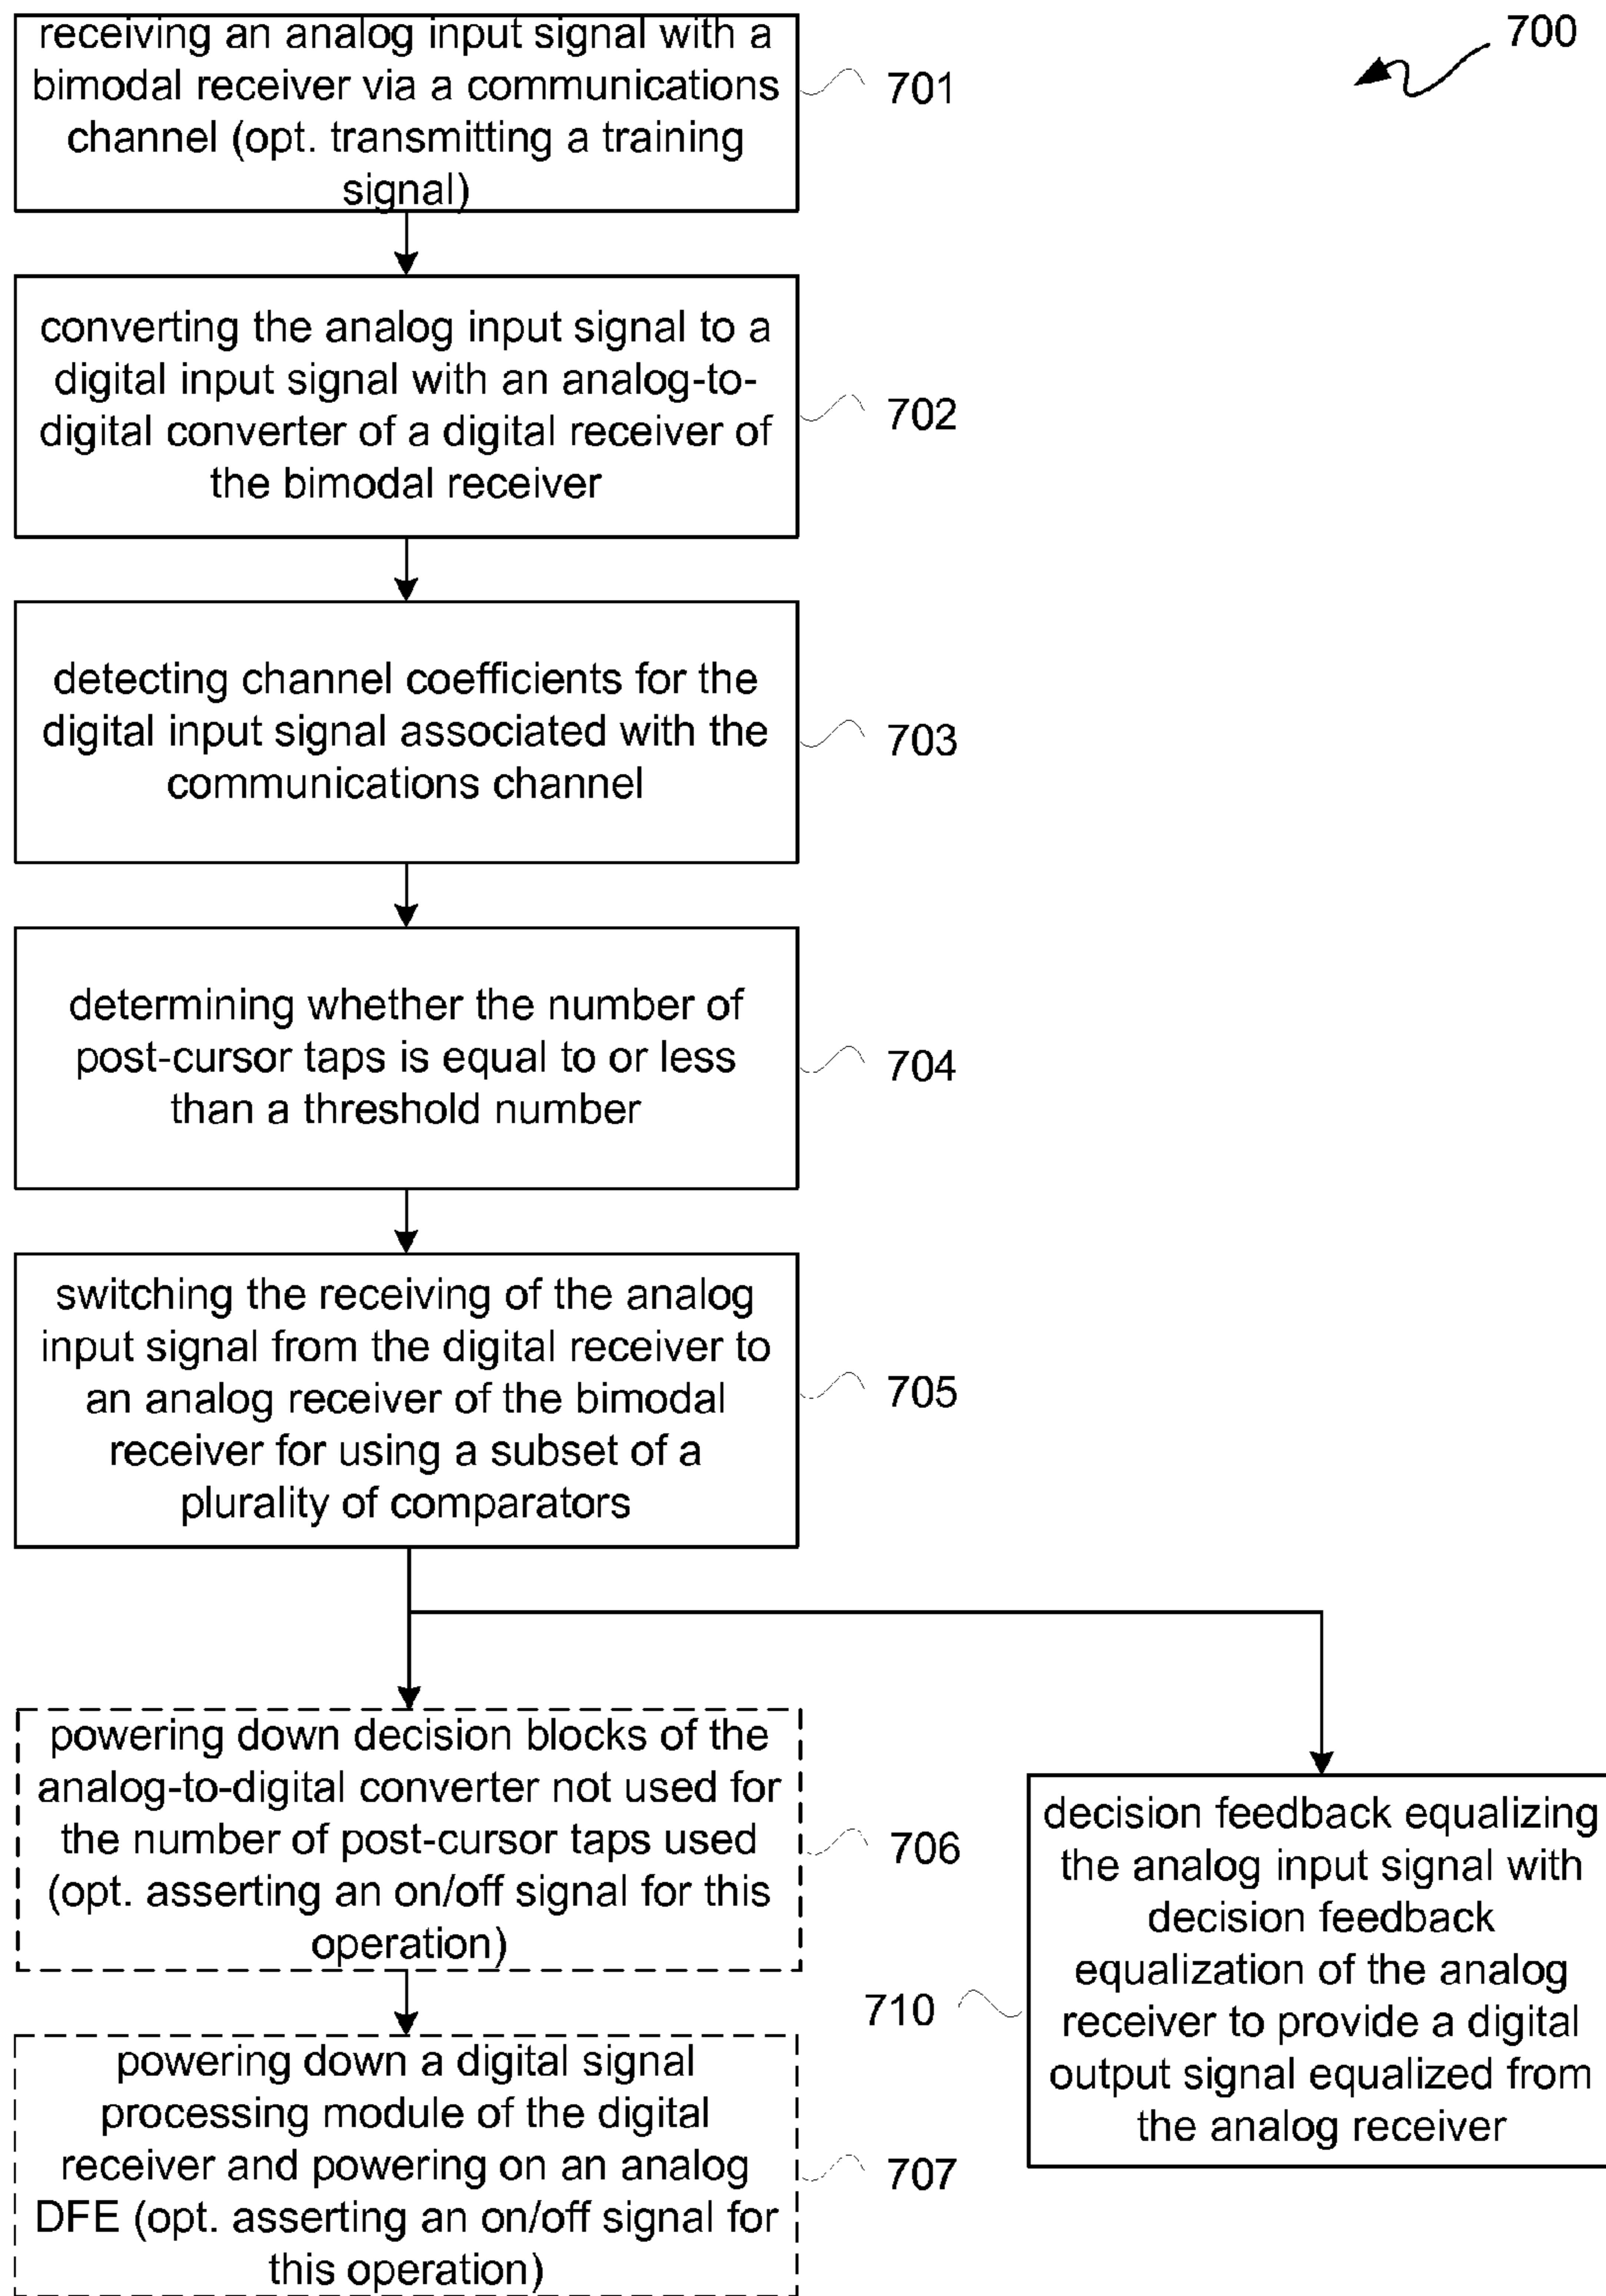 700
receiving an analog input signal with a
bimodal receiver via a communications
channel (opt. transmitting a training
signal)
701
converting the analog input signal to a
digital input signal with an analog-to-
digital converter of a digital receiver of
the bimodal receiver
702
detecting channel coefficients for the
digital input signal associated with the
communications channel
703
determining whether the number of
post-cursor taps is equal to or less
than a threshold number
704
switching the receiving of the analog
input signal from the digital receiver to
an analog receiver of the bimodal
receiver for using a subset of a
plurality of comparators
705
powering down decision blocks of the
analog-to-digital converter not used for
the number of post-cursor taps used
(opt. asserting an on/off signal for this
operation)
706
powering down a digital signal
processing module of the digital
receiver and powering on an analog
DFE (opt. asserting an on/off signal for
this operation)
707
decision feedback equalizing
the analog input signal with
decision feedback
equalization of the analog
receiver to provide a digital
output signal equalized from
the analog receiver
710